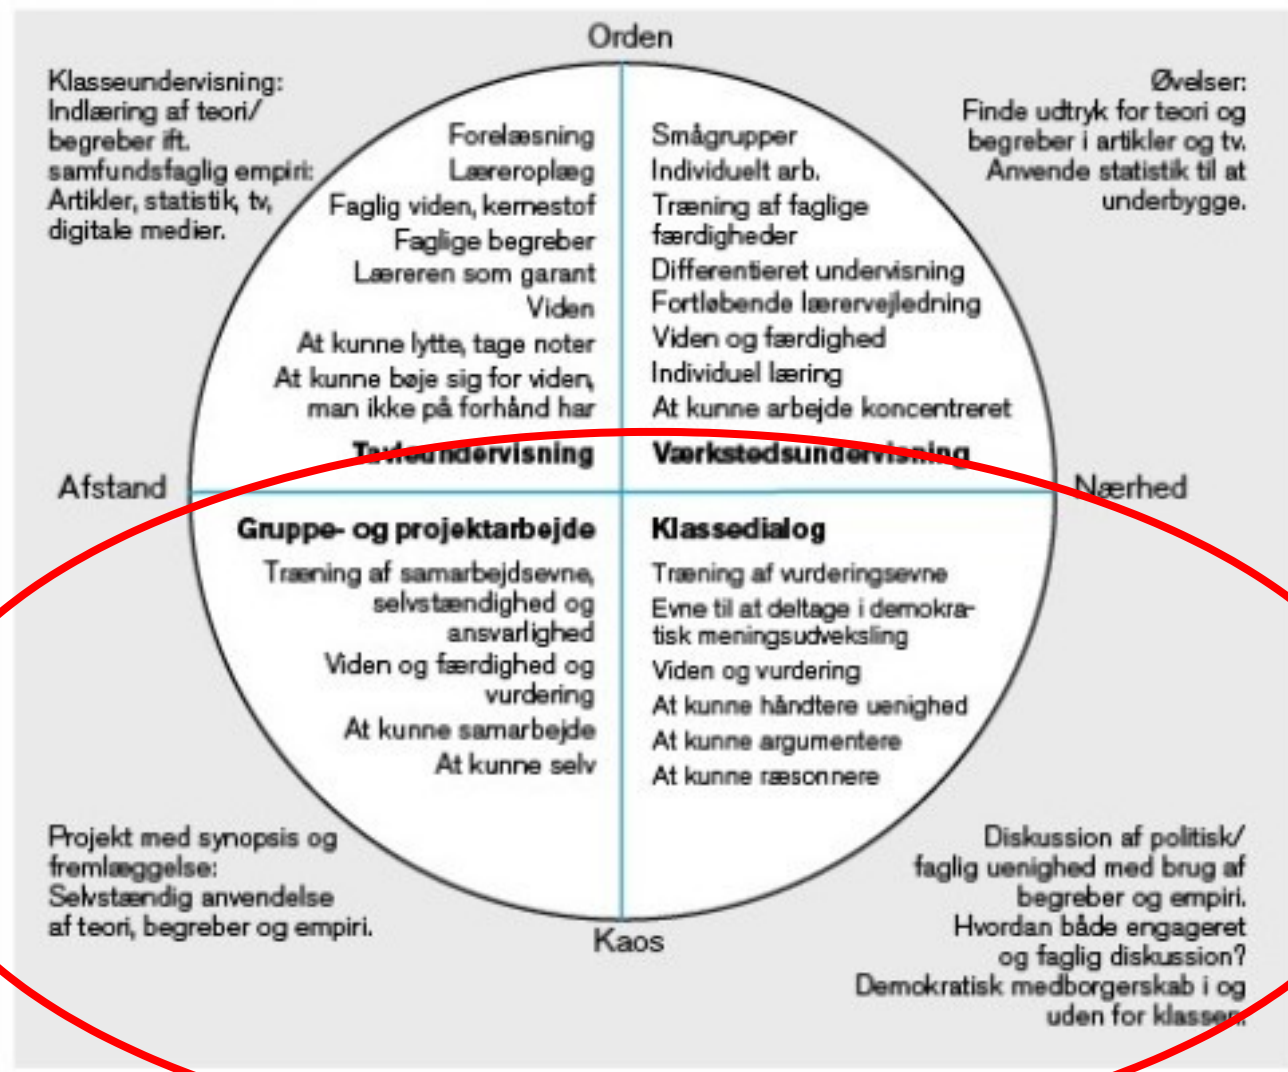 Orden
Klasseundervisning:
Indlæring af teori/
begreber ift.
samfundsfaglig empiri:
Artikler, statistik, tv,
digitale medier.
Øvelser:
Finde udtryk for teori og
begreber i artikler og tv.
Anvende statistik til at
underbygge.
Forelæsning
Læreroplæg
Faglig viden, kernestof
Faglige begreber
Læreren som garant
Viden
At kunne lytte, tage noter
At kunne bøje sig for viden,
man ikke på forhånd har
Tavleundervisning
Smågrupper
Individuelt arb.
Træning af faglige
færdigheder
Differentieret undervisning
Fortløbende lærervejledning
Viden og færdighed
Individuel læring
At kunne arbejde koncentreret
Værkstedsundervisning
Afstand
Nærhed
Gruppe- og projektarbejde
Træning af samarbejdsevne,
selvstændighed og
ansvarlighed
Viden og færdighed og
vurdering
At kunne samarbejde
At kunne selv
Klassedialog
Træning af vurderingsevne
Evne til at deltage i demokra-
tisk meningsudveksling
Viden og vurdering
At kunne håndtere uenighed
At kunne argumentere
At kunne ræsonnere
Projekt med synopsis og
fremlæggelse:
Selvstændig anvendelse
af teori, begreber og empiri.
Diskussion af politisk/
faglig uenighed med brug af
begreber og empiri.
Hvordan både engageret
og faglig diskussion?
Demokratisk medborgerskab i og
uden for klassen.
Kaos